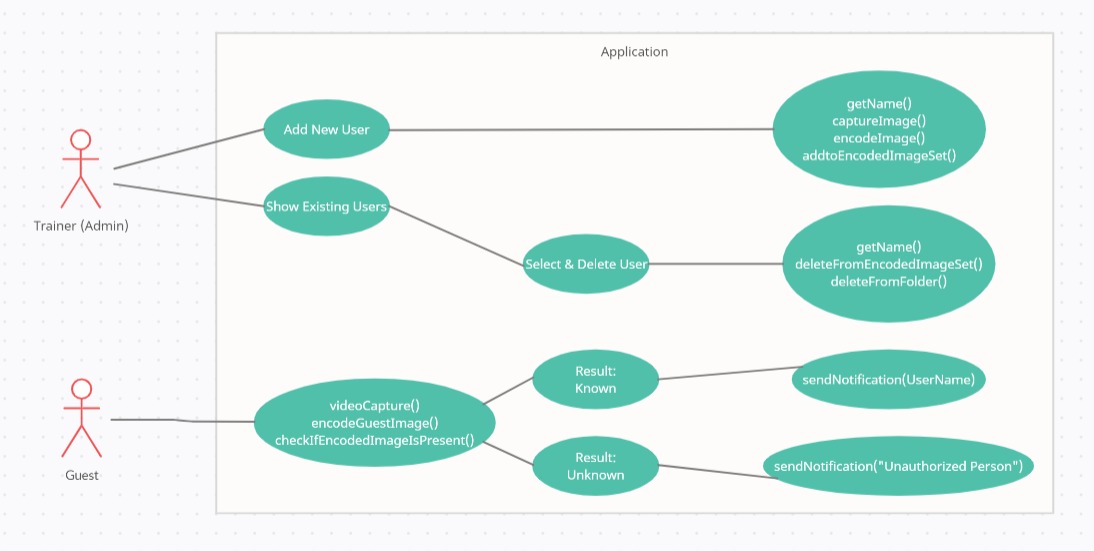 Application
Trainer (Admin)
Add New User
getName()
captureImage()
encodeImage()
addtoEncodedImageSet()
Show Existing Users
Select & Delete User
getName()
deleteFromEncodedImageSet()
deleteFromFolder()
Guest
videoCapture()
encodeGuestImage()
checkIfEncodedImageIsPresent()
Result:
Known
sendNotification(UserName)
Result:
Unknown
sendNotification("Unauthorized Person")